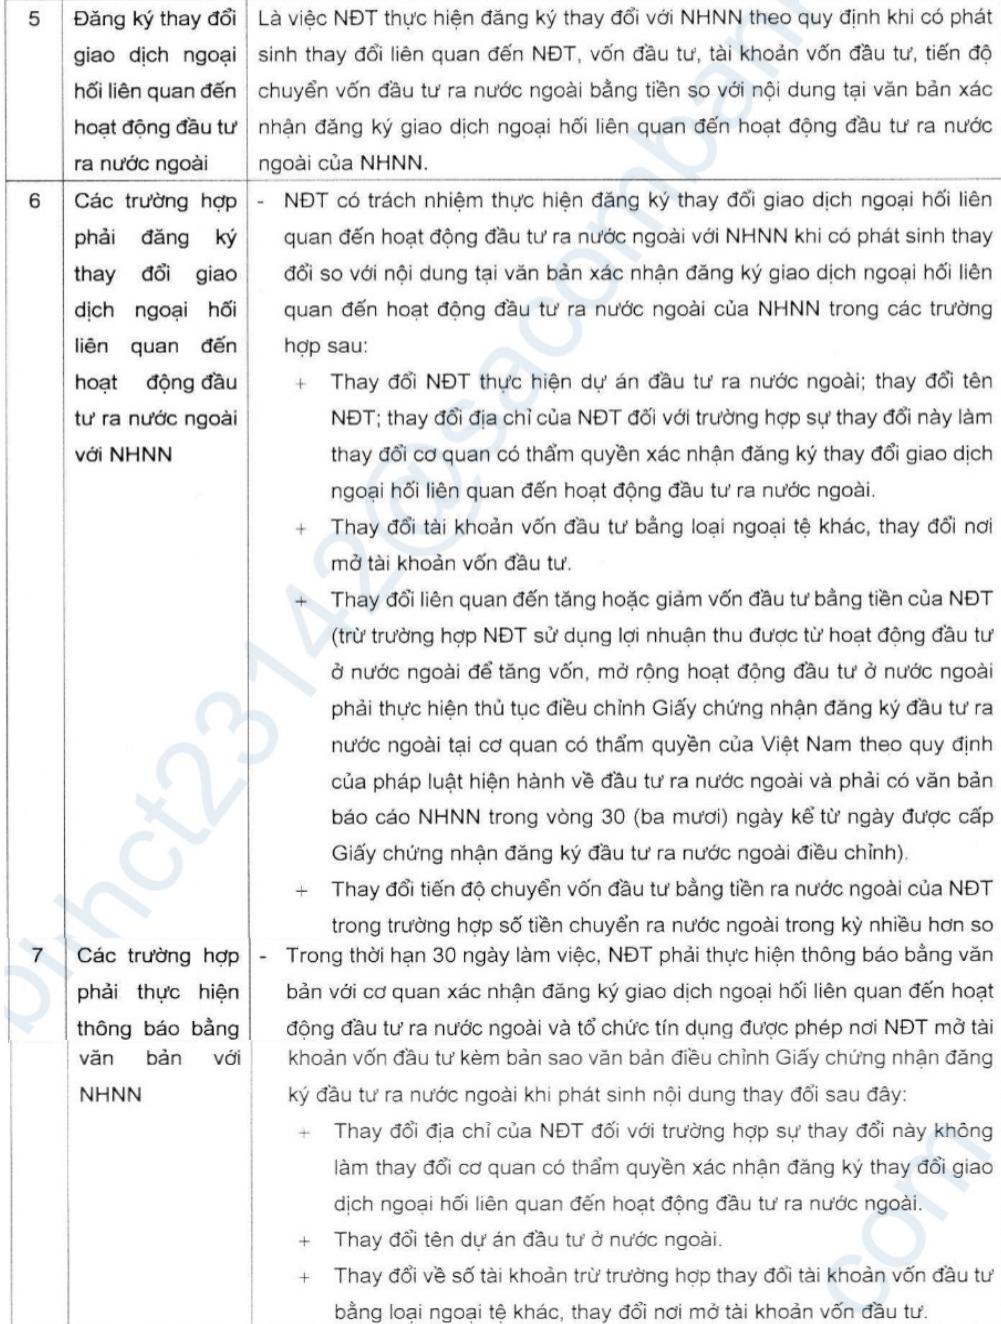 5 Đăng ký thay đổi Là việc NĐT thực hiện đăng ký thay đổi với NHNN theo quy định khi có phát
giao dịch ngoại sinh thay đổi liên quan đến NĐT, vốn đầu tư, tài khoản vốn đầu tư, tiến độ
hối liên quan đến chuyển vốn đầu tư ra nước ngoài bằng tiền so với nội dung tại văn bản xác
hoạt động đầu tư nhận đăng ký giao dịch ngoại hối liên quan đến hoạt động đầu tư ra nước
ra nước ngoài ngoài của NHNN.
6 Các trường hợp - NĐT có trách nhiệm thực hiện đăng ký thay đổi giao dịch ngoại hối liên
phải đăng ký quan đến hoạt động đầu tư ra nước ngoài với NHNN khi có phát sinh thay
thay đổi giao đổi so với nội dung tại văn bản xác nhận đăng ký giao dịch ngoại hối liên
dịch ngoại hối quan đến hoạt động đầu tư ra nước ngoài của NHNN trong các trường
liên quan đến hợp sau:
hoạt động đầu + Thay đổi NĐT thực hiện dự án đầu tư ra nước ngoài; thay đổi tên
tư ra nước ngoài NĐT; thay đổi địa chỉ của NĐT đối với trường hợp sự thay đổi này làm
với NHNN thay đổi cơ quan có thẩm quyền xác nhận đăng ký thay đổi giao dịch
ngoại hối liên quan đến hoạt động đầu tư ra nước ngoài.
+ Thay đổi tài khoản vốn đầu tư bằng loại ngoại tệ khác, thay đổi nơi
mở tài khoản vốn đầu tư.
+ Thay đổi liên quan đến tăng hoặc giảm vốn đầu tư bằng tiền của NĐT
(trừ trường hợp NĐT sử dụng lợi nhuận thu được từ hoạt động đầu tư
ở nước ngoài để tăng vốn, mở rộng hoạt động đầu tư ở nước ngoài
phải thực hiện thủ tục điều chỉnh Giấy chứng nhận đăng ký đầu tư ra
nước ngoài tại cơ quan có thẩm quyền của Việt Nam theo quy định
của pháp luật hiện hành về đầu tư ra nước ngoài và phải có văn bản
báo cáo NHNN trong vòng 30 (ba mươi) ngày kể từ ngày được cấp
Giấy chứng nhận đăng ký đầu tư ra nước ngoài điều chỉnh).
+ Thay đổi tiến độ chuyển vốn đầu tư bằng tiền ra nước ngoài của NĐT
trong trường hợp số tiền chuyển ra nước ngoài trong kỳ nhiều hơn so
7 Các trường hợp - Trong thời hạn 30 ngày làm việc, NĐT phải thực hiện thông báo bằng văn
phải thực hiện bản với cơ quan xác nhận đăng ký giao dịch ngoại hối liên quan đến hoạt
thông báo bằng động đầu tư ra nước ngoài và tổ chức tín dụng được phép nơi NĐT mở tài
văn bản với khoản vốn đầu tư kèm bản sao văn bản điều chỉnh Giấy chứng nhận đăng
NHNN ký đầu tư ra nước ngoài khi phát sinh nội dung thay đổi sau đây:
+ Thay đổi địa chỉ của NĐT đối với trường hợp sự thay đổi này không
làm thay đổi cơ quan có thẩm quyền xác nhận đăng ký thay đổi giao
dịch ngoại hối liên quan đến hoạt động đầu tư ra nước ngoài.
+ Thay đổi tên dự án đầu tư ở nước ngoài.
+ Thay đổi về số tài khoản trừ trường hợp thay đổi tài khoản vốn đầu tư
bằng loại ngoại tệ khác, thay đổi nơi mở tài khoản vốn đầu tư.
com